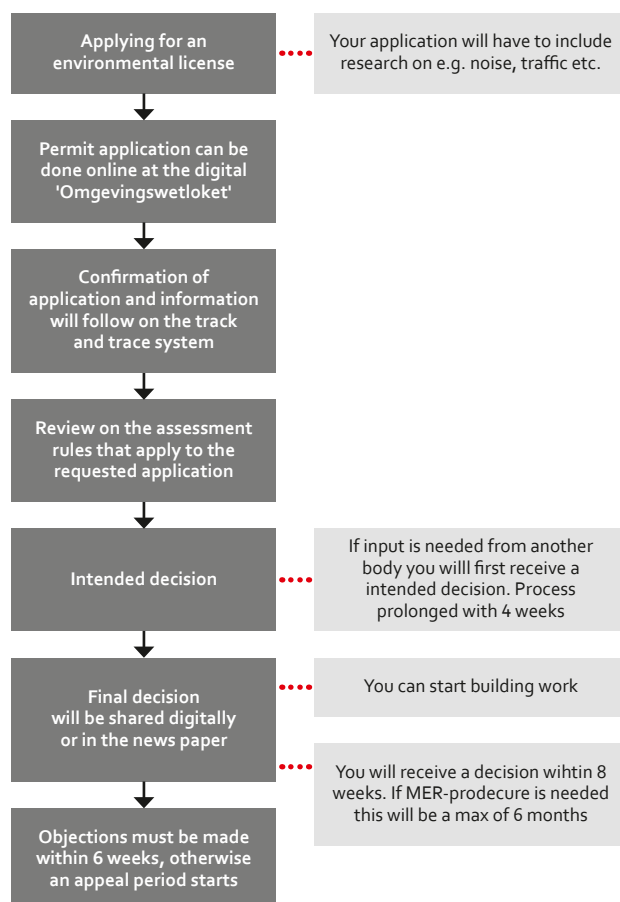 Applying for an
environmental license
Your application will have to include
research on e.g. noise, traffic etc.
Permit application can be
done online at the digital
'Omgevingswetloket'
Confirmation of
application and information
will follow on the track
and trace system
Review on the assessment
rules that apply to the
requested application
Intended decision
If input is needed from another
body you willl first receive a
intended decision. Process
prolonged with 4 weeks
Final decision
will be shared digitally
or in the news paper
You can start building work
You will receive a decision wihtin 8
weeks. If MER-prodecure is needed
this will be a max of 6 months
Objections must be made
within 6 weeks, otherwise
an appeal period starts